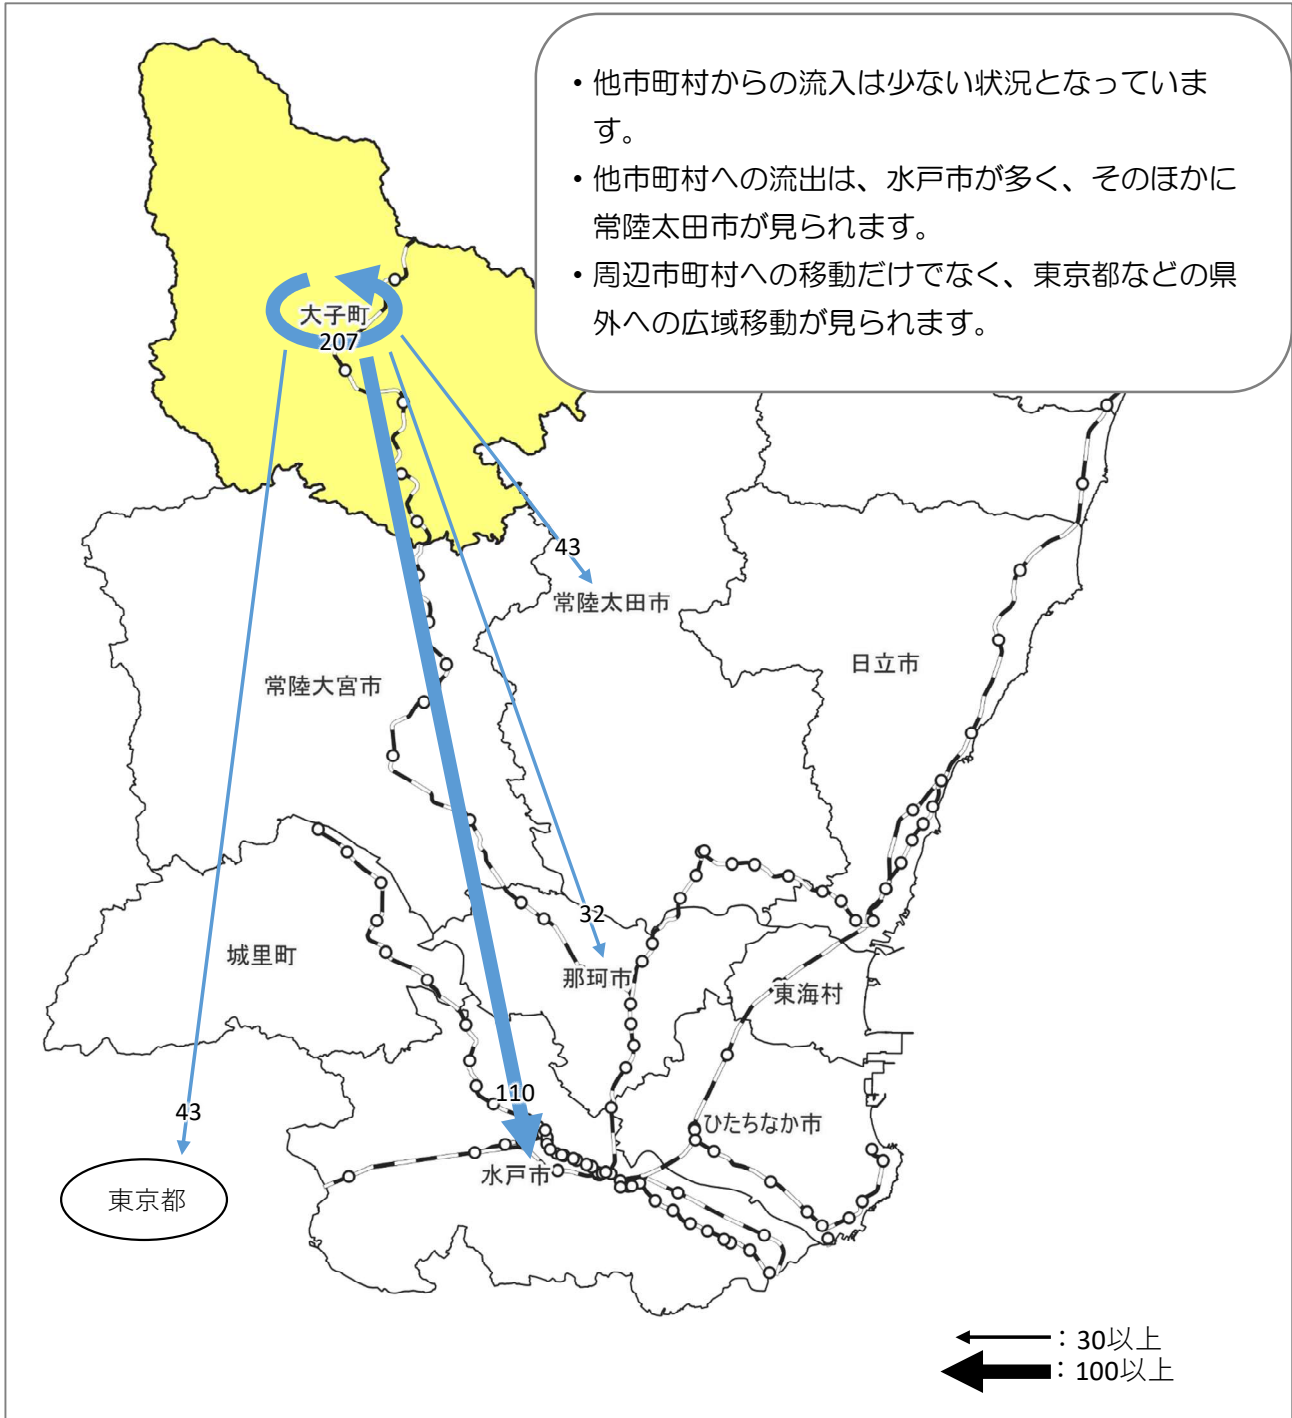 ・他市町村からの流入は少ない状況となっていま
す。
・他市町村への流出は、水戸市が多く、そのほかに
常陸太田市が見られます。
・周辺市町村への移動だけでなく、東京都などの県
外への広域移動が見られます。
大子町
207
43
常陸太田市
日立市
常陸大宮市
32
城里町
那珂市
東海村
110
43
ひたちなか市
水戸市
東京都
：30以上
：100以上